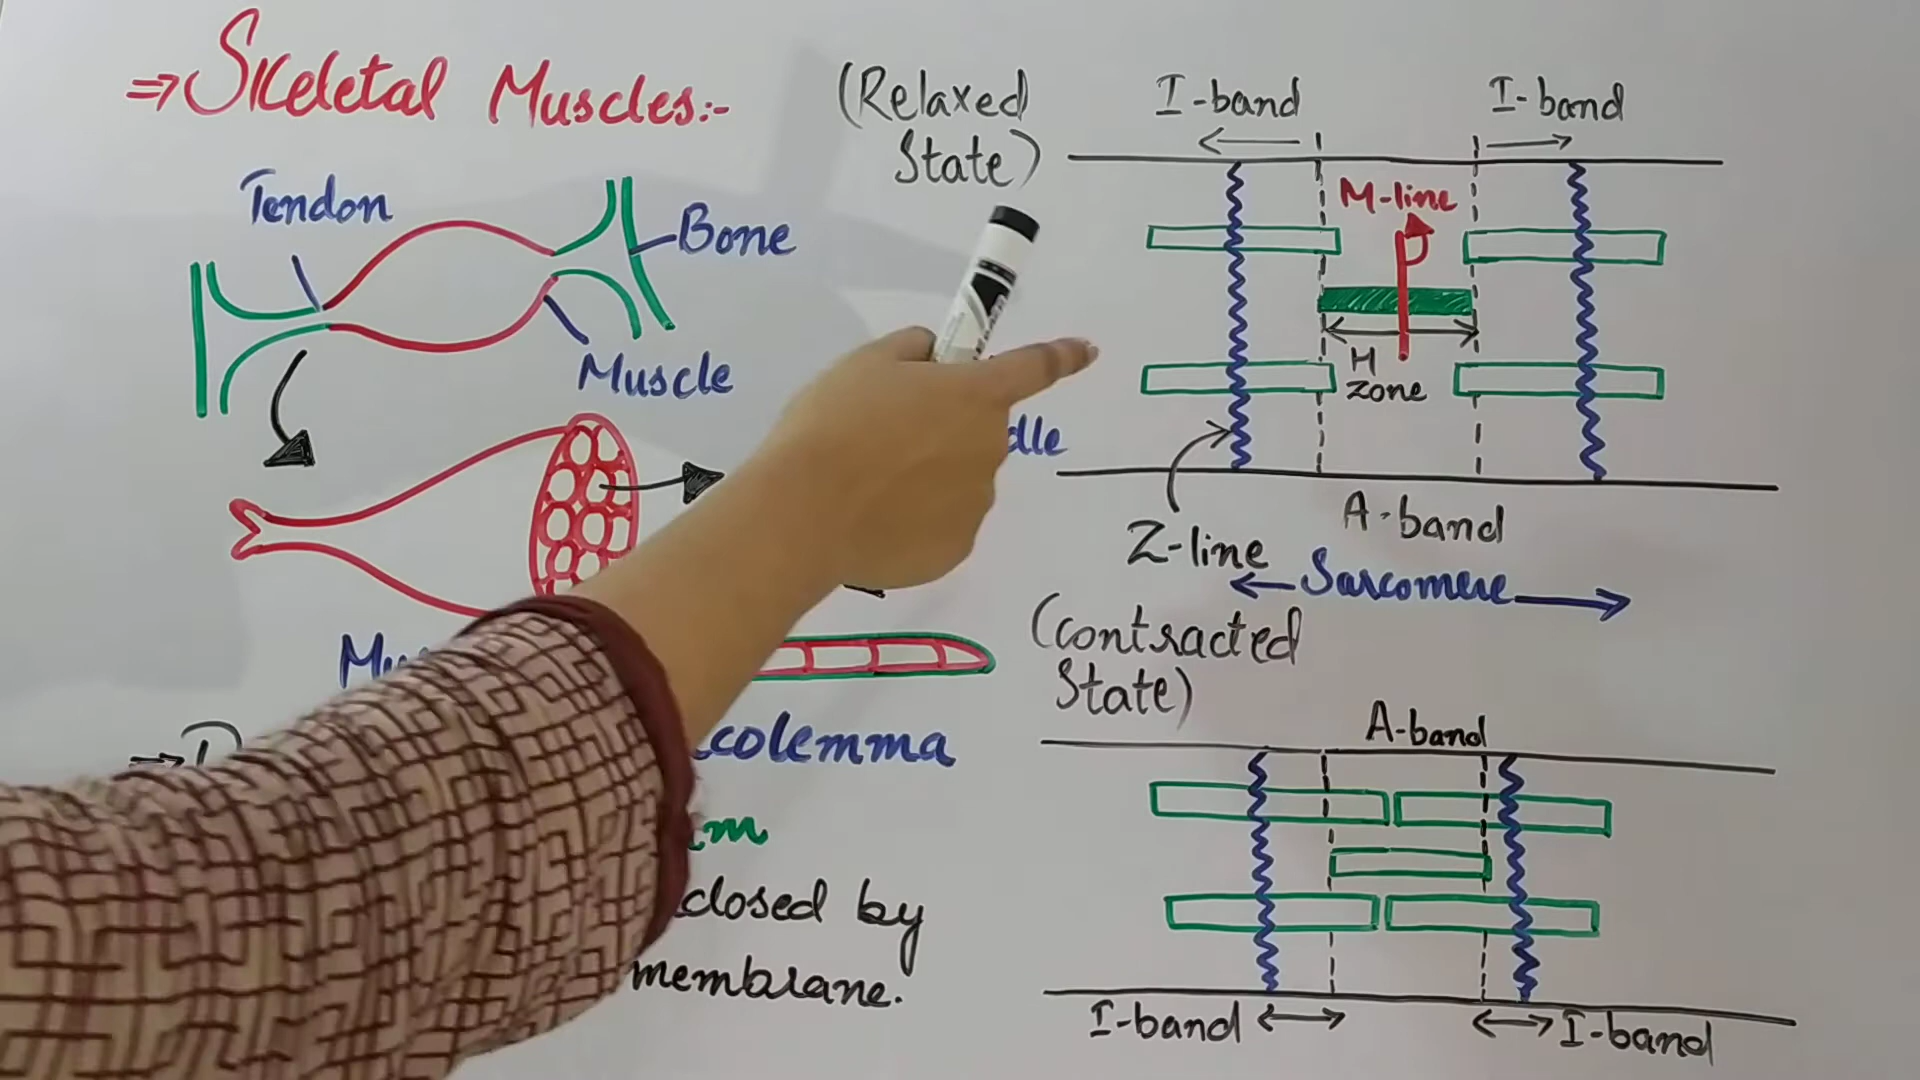 ⇒ Skeletal Muscles:-
Tendon
Bone
Muscle
colemma
closed by
membrane.
(Relaxed
State)
I-band
I-band
M-line
H
zone
Z-line
A-band
Sarcomere
(contracted
State)
A-band
I-band
I-band